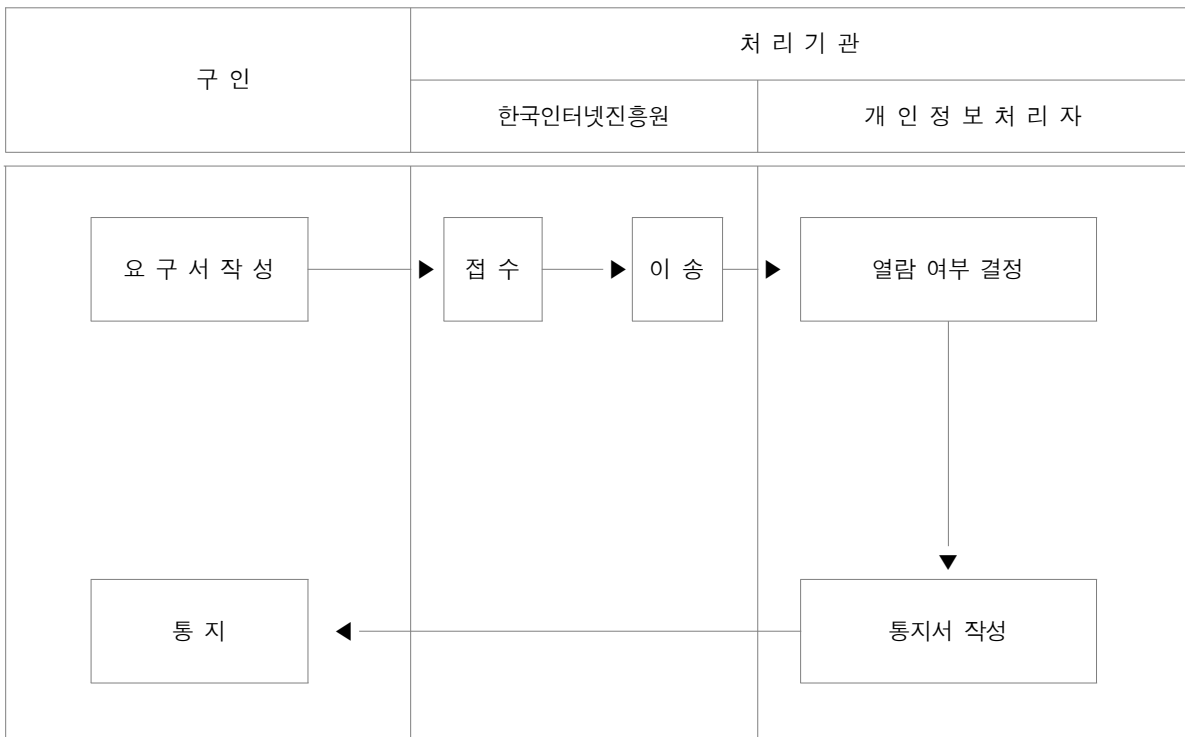 처 리 기 관
구 인
한국인터넷진흥원
개 인 정 보 처 리 자
요 구 서 작 성
접 수
이 송
열람 여부 결정
통 지
통지서 작성